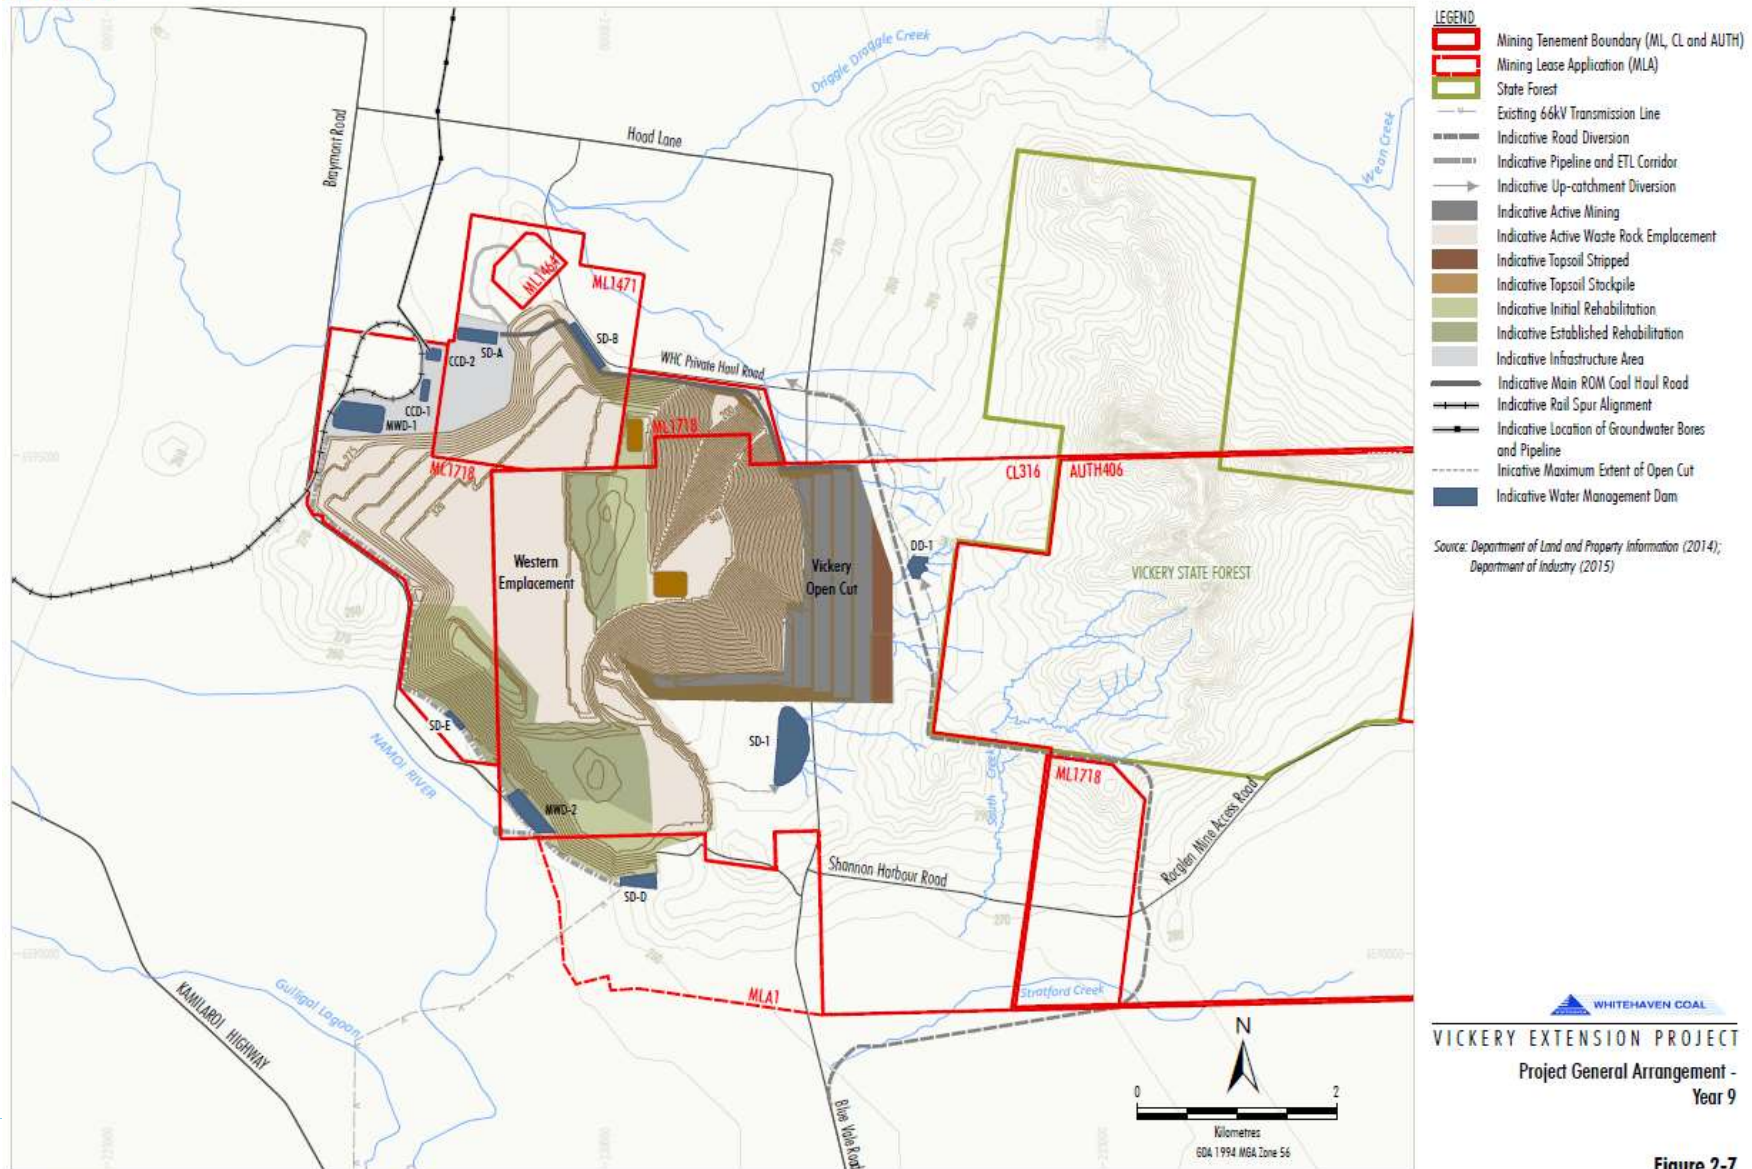 Driggle Draggle Creek
Hoad Lane
Braymont Road
Wean Creek
ML1464
ML1471
SD-B
SD-A
CCD-2
CCD-1
MWD-1
WHC Private Haul Road
ML1718
ML1718
275
CL316
AUTH406
DD-1
Western
Emplacement
Vickery
Open Cut
VICKERY STATE FOREST
SD-E
SD-1
NAMOI RIVER
MWD-2
SD-D
South Creek
ML1718
Rocglen Mine Access Road
Shannon Harbour Road
MLA1
Stratford Creek
Gulligal Lagoon
KAMILAROI HIGHWAY
Blue Vale Road
270
270
260
260
N
0
2
Kilometres
GDA 1994 MGA Zone 56
LEGEND
Mining Tenement Boundary (ML, CL and AUTH)
Mining Lease Application (MLA)
State Forest
Existing 66kV Transmission Line
Indicative Road Diversion
Indicative Pipeline and ETL Corridor
Indicative Up-catchment Diversion
Indicative Active Mining
Indicative Active Waste Rock Emplacement
Indicative Topsoil Stripped
Indicative Topsoil Stockpile
Indicative Initial Rehabilitation
Indicative Established Rehabilitation
Indicative Infrastructure Area
Indicative Main ROM Coal Haul Road
Indicative Rail Spur Alignment
Indicative Location of Groundwater Bores
and Pipeline
Inicative Maximum Extent of Open Cut
Indicative Water Management Dam
Source: Department of Land and Property Information (2014);
Department of Industry (2015)
WHITEHAVEN COAL
VICKERY EXTENSION PROJECT
Project General Arrangement -
Year 9
Figure 2-7